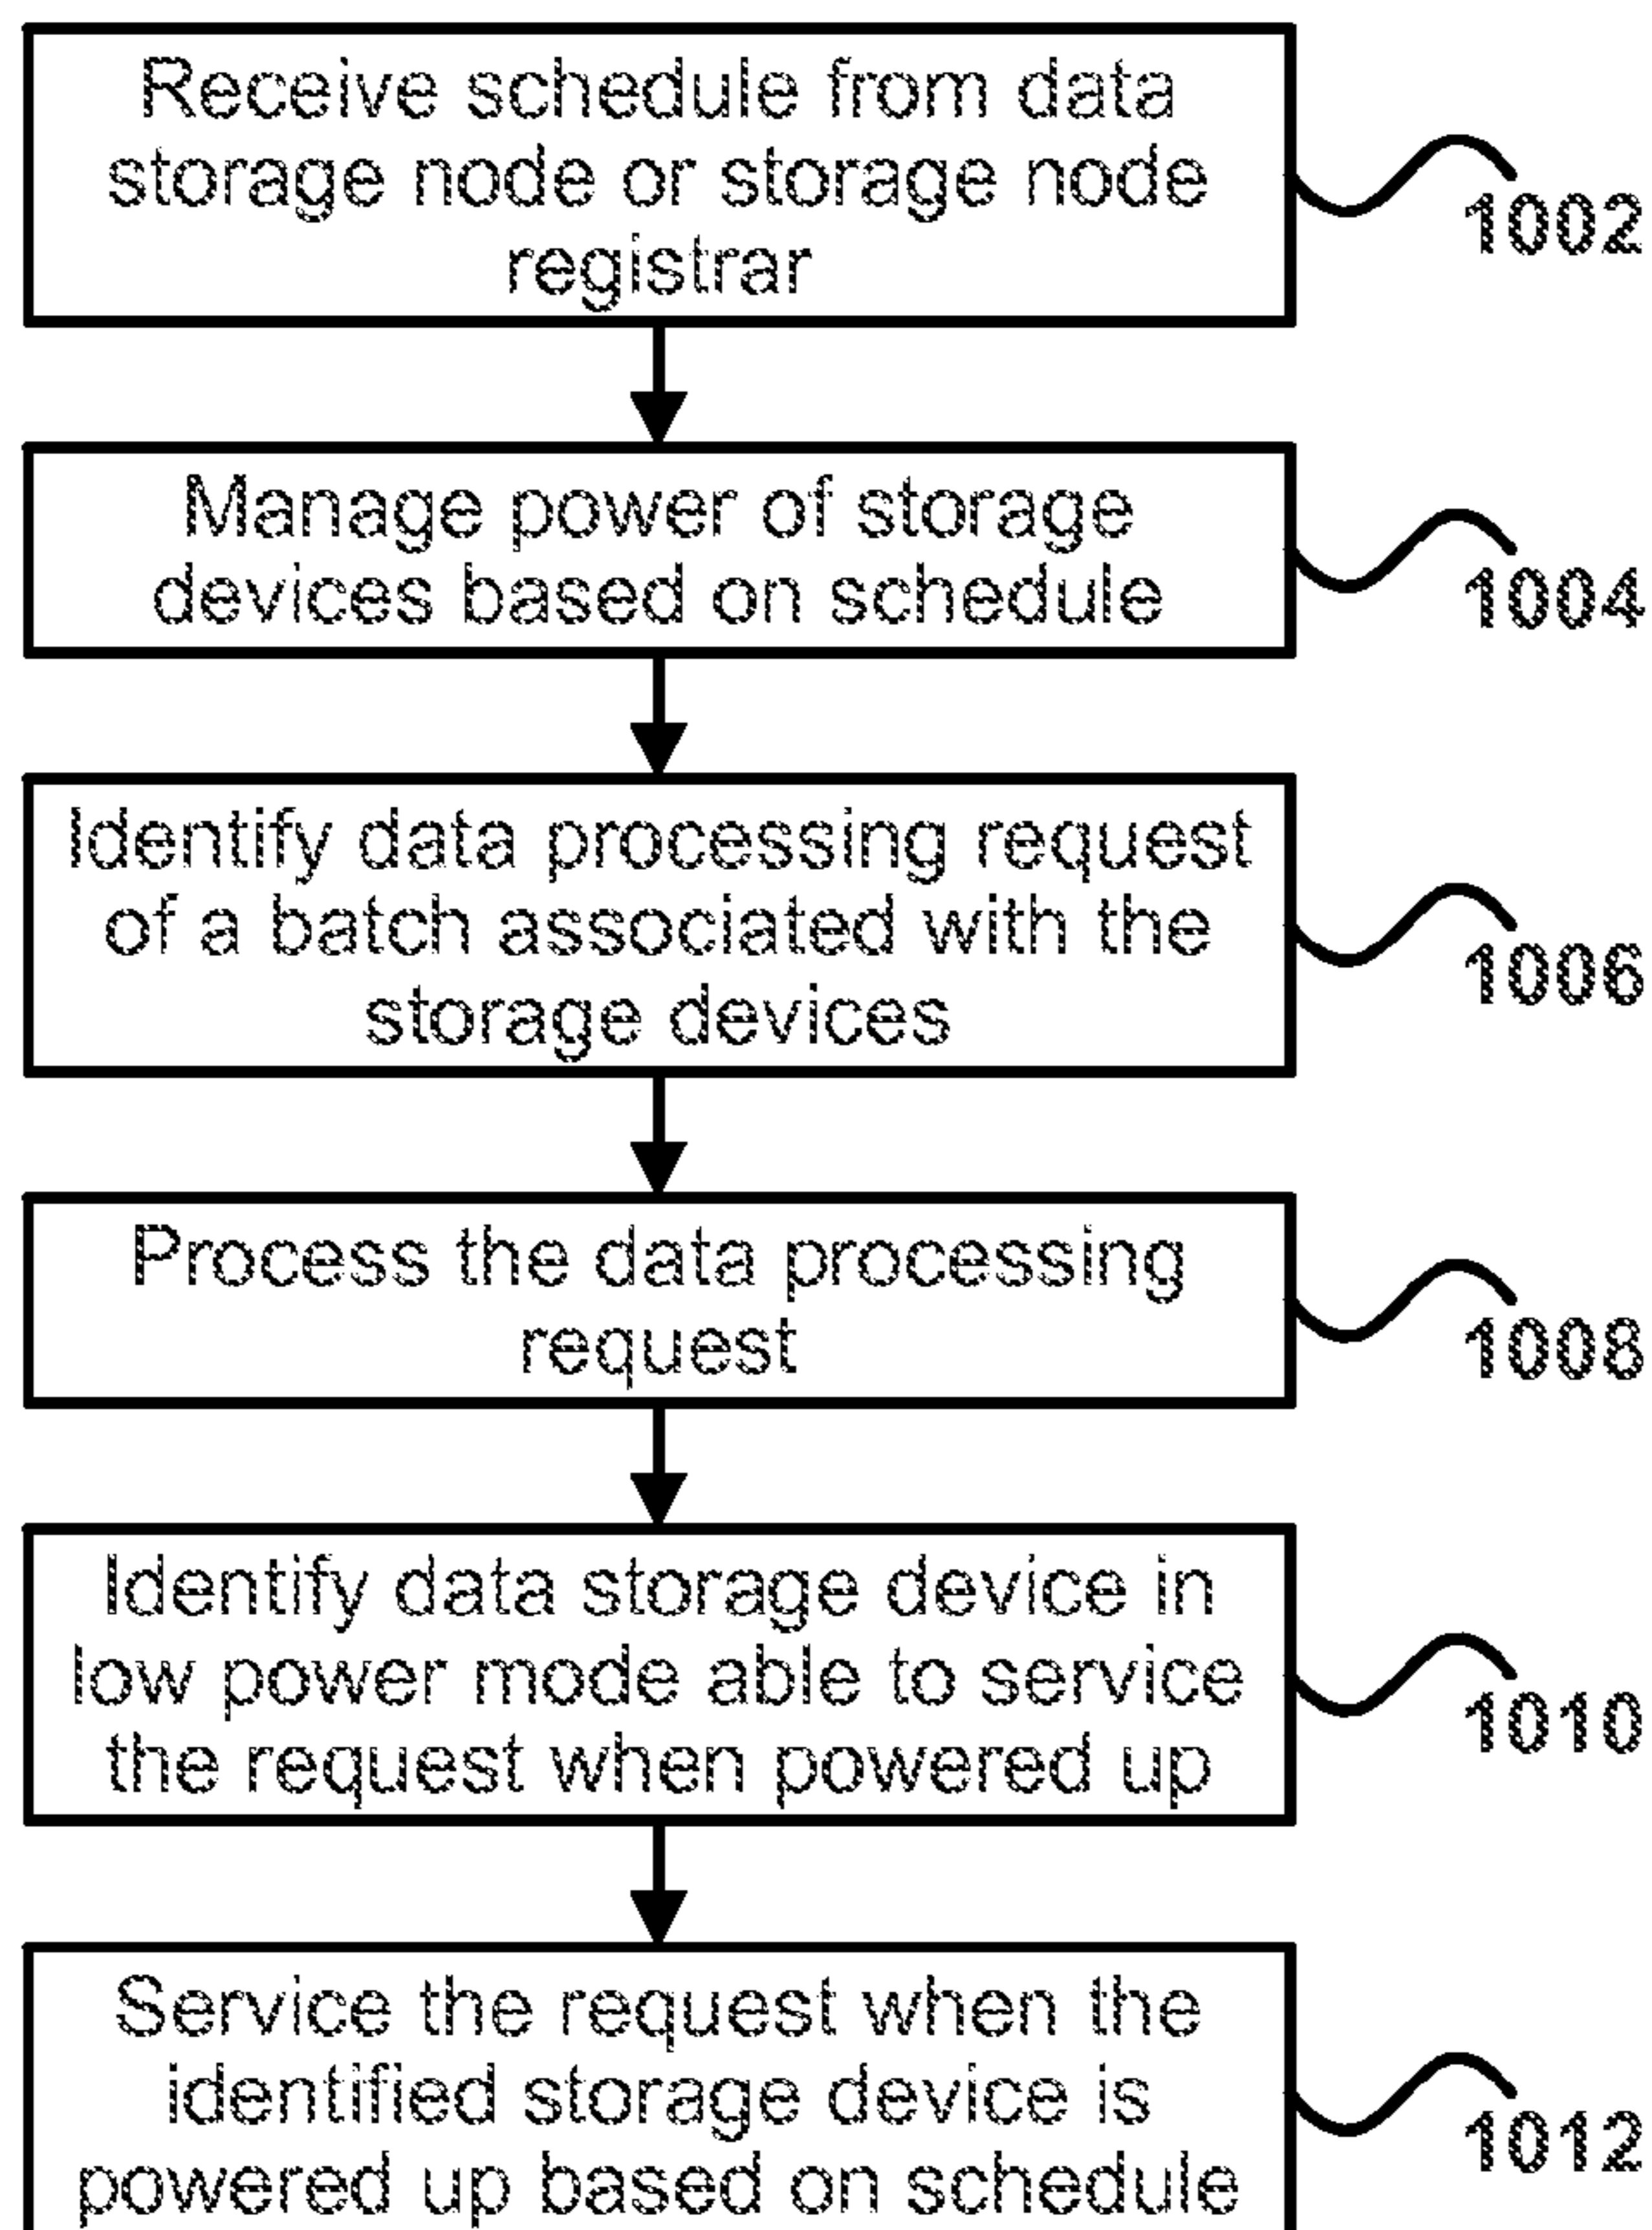 Receive schedule from data
storage node or storage node
registrar
1002
Manage power of storage
devices based on schedule
1004
Identify data processing request
of a batch associated with the
storage devices
1006
Process the data processing
request
1008
Identify data storage device in
low power mode able to service
the request when powered up
1010
Service the request when the
identified storage device is
powered up based on schedule
1012